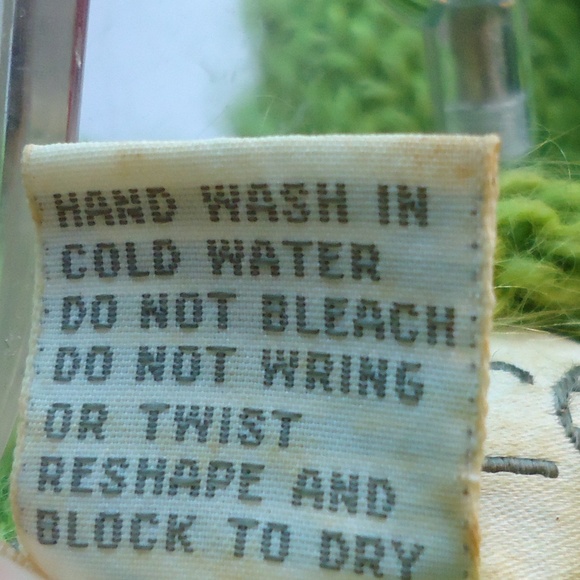 HAND WASH IN
COLD WATER
DO NOT BLEACH
DO NOT WRING
OR TWIST
RESHAPE AND
BLOCK TO DRY